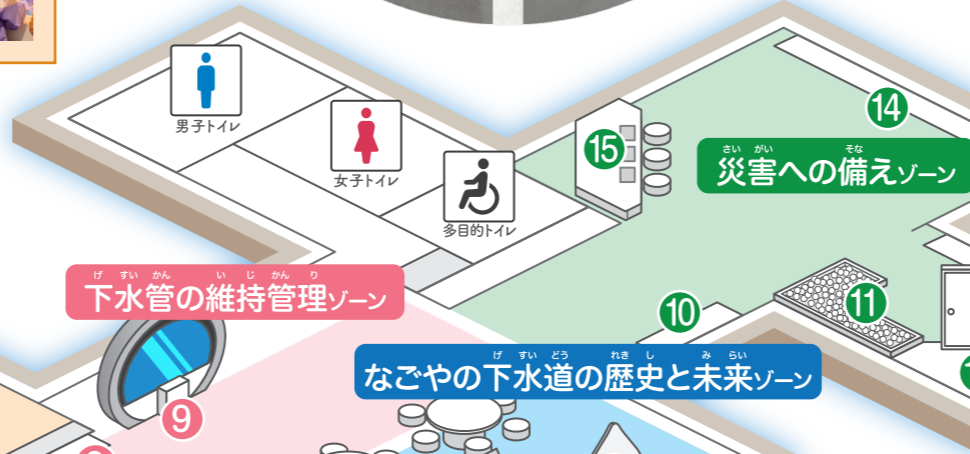 男子トイレ
女子トイレ
多目的トイレ
14
15
さい がい そな
災害への備えゾーン
げ すい かん い じ かん り
下水管の維持管理ゾーン
10
11
げ すい どう れき し み らい
なごやの下水道の歴史と未来ゾーン
9